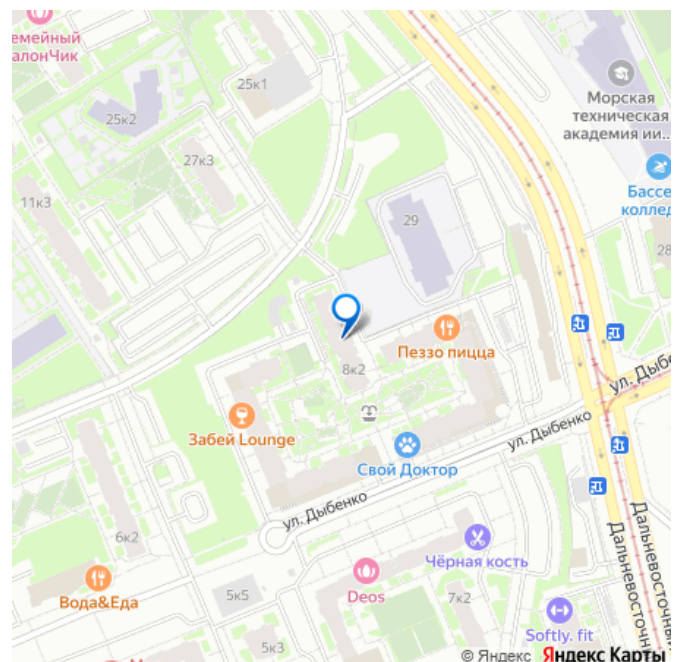 емейный
алонЧик
25к1
25к2
Морская
техническая
академия ии...
27к3
Бассе
коллед
11к3
29
28
Пеззо пицца
8к2
ул. Дыбе
Забей Lounge
ул. Дыбенко
Свой Доктор
ул. Дыбенко
6к2
Чёрная кость
Дальневосточный
Дальневосточны
Вода&Еда
5к5
Deos
7к2
Softly. fit
5к3
© Яндекс Яндекс Карты